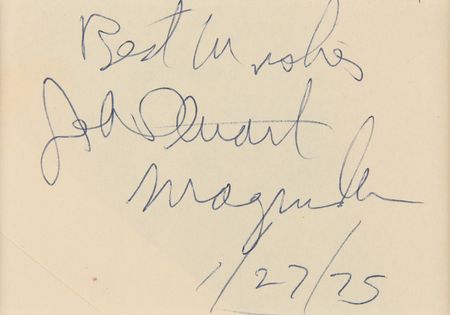 Best Wishes
Jeb Stuart
Magruder
1/27/75